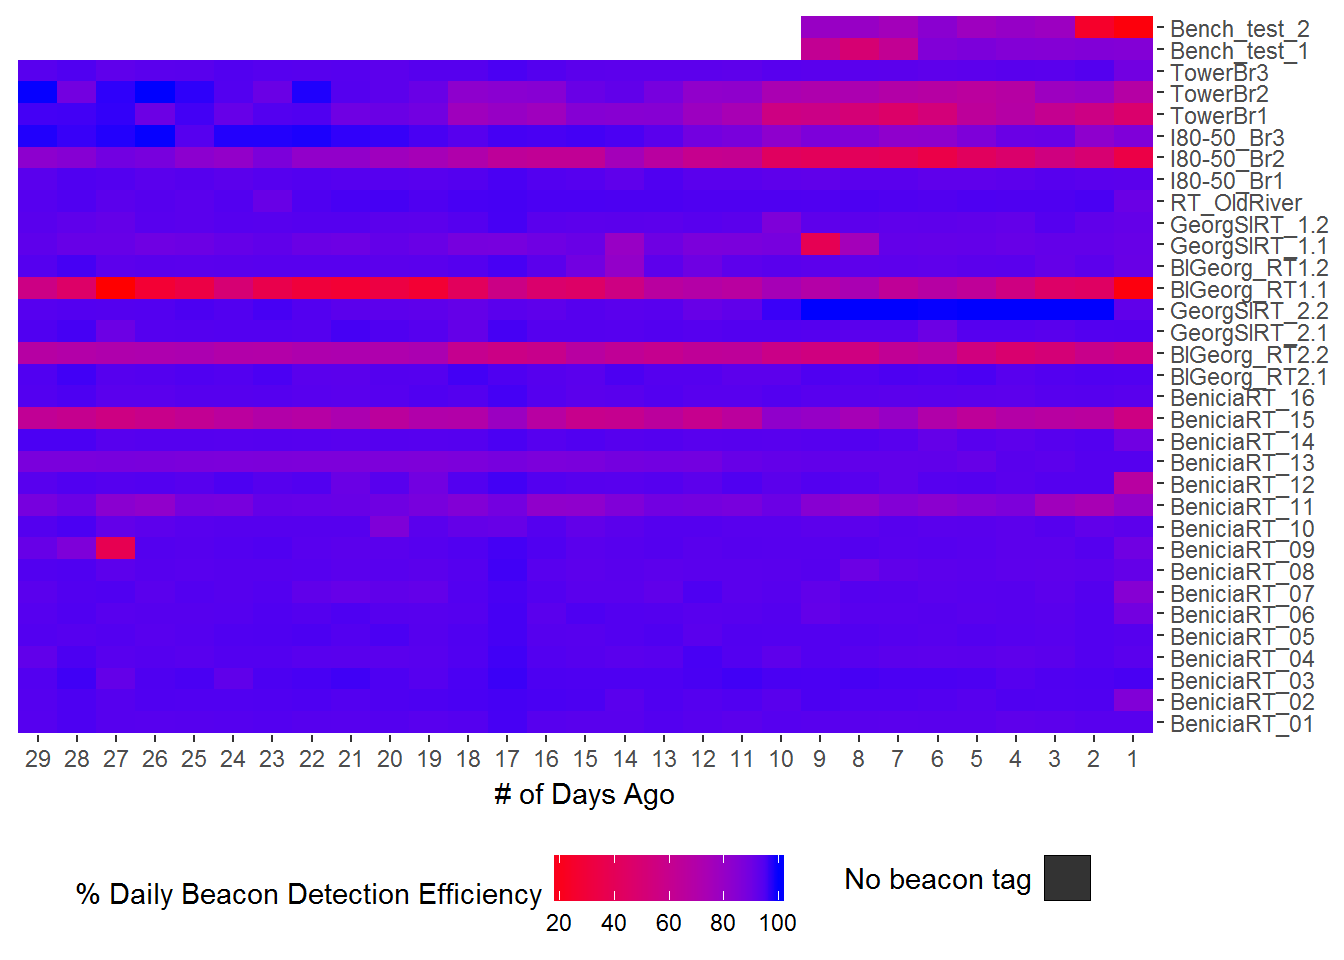 Bench_test_2
Bench_test_1
TowerBr3
TowerBr2
TowerBr1
I80-50_Br3
I80-50_Br2
I80-50_Br1
RT_OldRiver
GeorgSlRT_1.2
GeorgSlRT_1.1
BlGeorg_RT1.2
BlGeorg_RT1.1
GeorgSlRT_2.2
GeorgSlRT_2.1
BlGeorg_RT2.2
BlGeorg_RT2.1
BeniciaRT_16
BeniciaRT_15
BeniciaRT_14
BeniciaRT_13
BeniciaRT_12
BeniciaRT_11
BeniciaRT_10
BeniciaRT_09
BeniciaRT_08
BeniciaRT_07
BeniciaRT_06
BeniciaRT_05
BeniciaRT_04
BeniciaRT_03
BeniciaRT_02
BeniciaRT_01
29 28 27 26 25 24 23 22 21 20 19 18 17 16 15 14 13 12 11 10 9 8 7 6 5 4 3 2 1
# of Days Ago
% Daily Beacon Detection Efficiency
20 40 60 80 100
No beacon tag